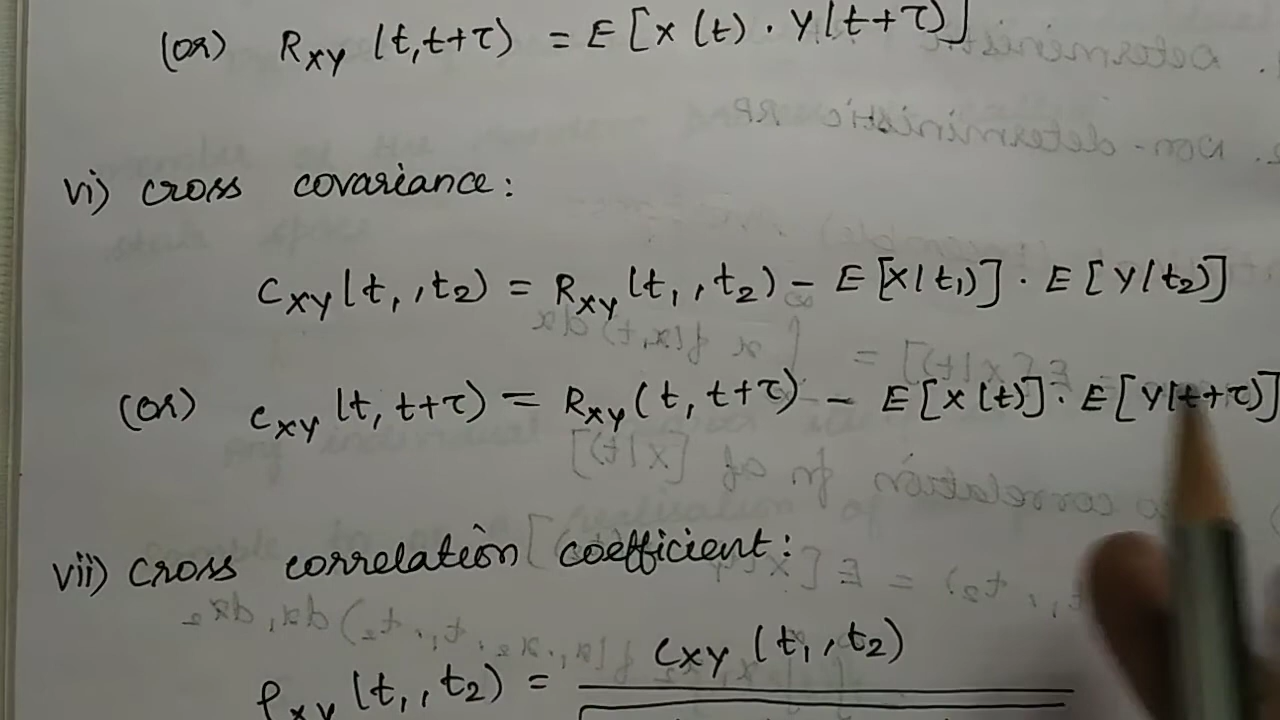 (or) RXY (t,t+τ) = E[X(t) . Y(t+τ)]
vi) Cross covariance:
CXY(t1,t2) = RXY(t1,t2) - E[X(t1)] . E[Y(t2)]
(or) CXY(t,t+τ) = RXY(t,t+τ) - E[X(t)] . E[Y(t+τ)]
vii) Cross correlation coefficient:
CXY(t1,t2)
ρXY(t1,t2) =